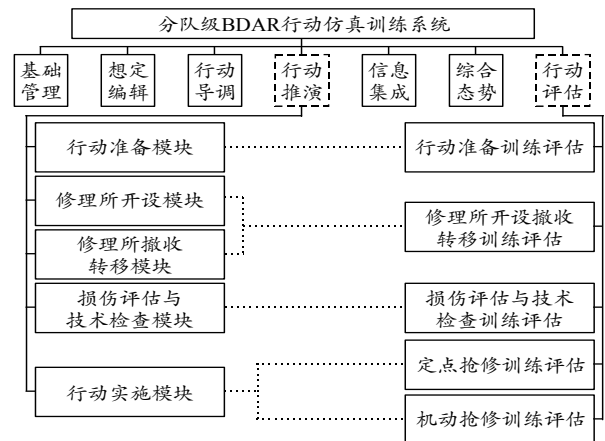 分队级BDAR行动仿真训练系统
基础
管理
想定
编辑
行动
导调
行动
推演
信息
集成
综合
态势
行动
评估
行动准备模块
行动准备训练评估
修理所开设模块
修理所撤收
转移模块
修理所开设撤收
转移训练评估
损伤评估与
技术检查模块
损伤评估与技术
检查训练评估
行动实施模块
定点抢修训练评估
机动抢修训练评估